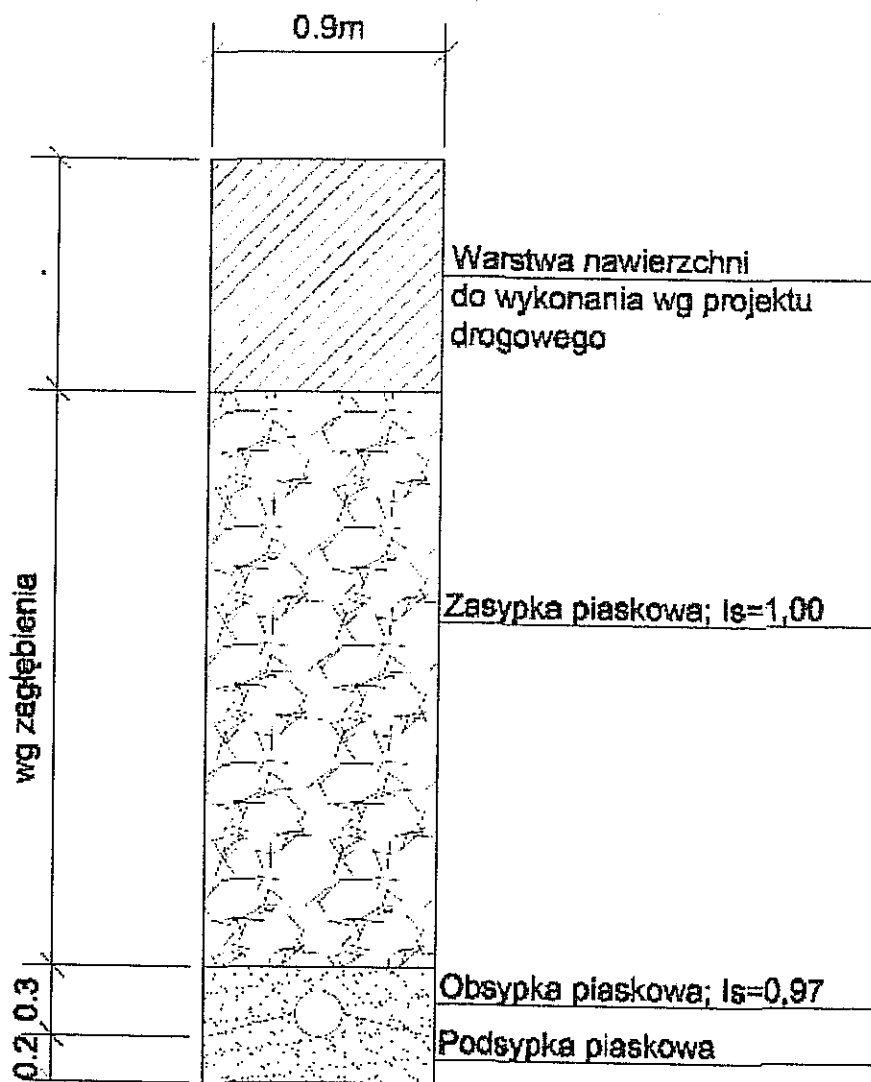 0.9m
Warstwa nawierzchni
do wykonania wg projektu
drogowego
wg zagłębienia
Zasypka piaskowa; Is=1,00
0.3
Obsypka piaskowa; Is=0,97
0.2
Podsypka piaskowa